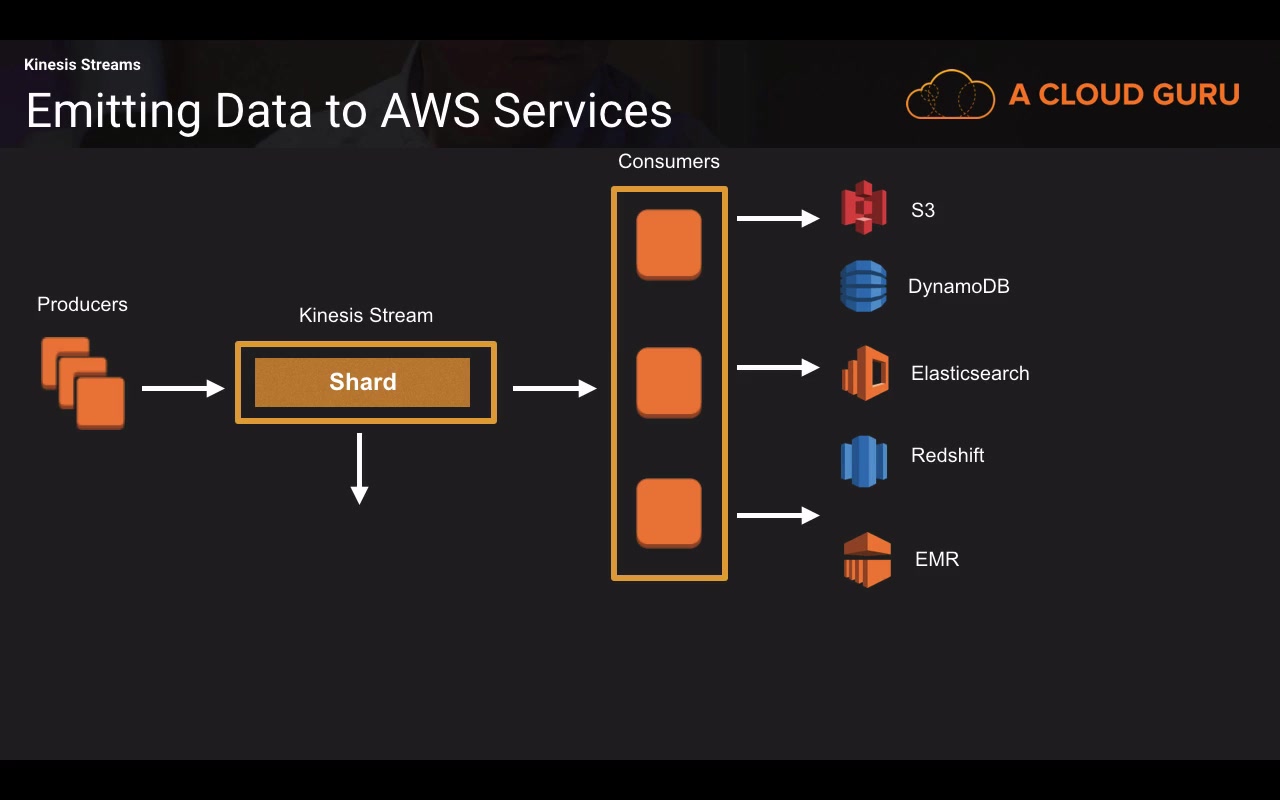 Kinesis Streams
Emitting Data to AWS Services
A CLOUD GURU
Consumers
S3
DynamoDB
Producers
Kinesis Stream
Shard
Elasticsearch
Redshift
EMR